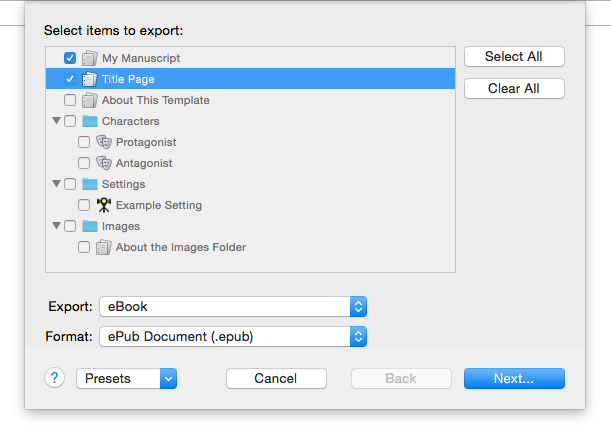 Select items to export:
My Manuscript
Select All
Title Page
Clear All
About This Template
Characters
Protagonist
Antagonist
Settings
Example Setting
Images
About the Images Folder
Export: eBook
Format: ePub Document (.epub)
? Presets Cancel Back Next...